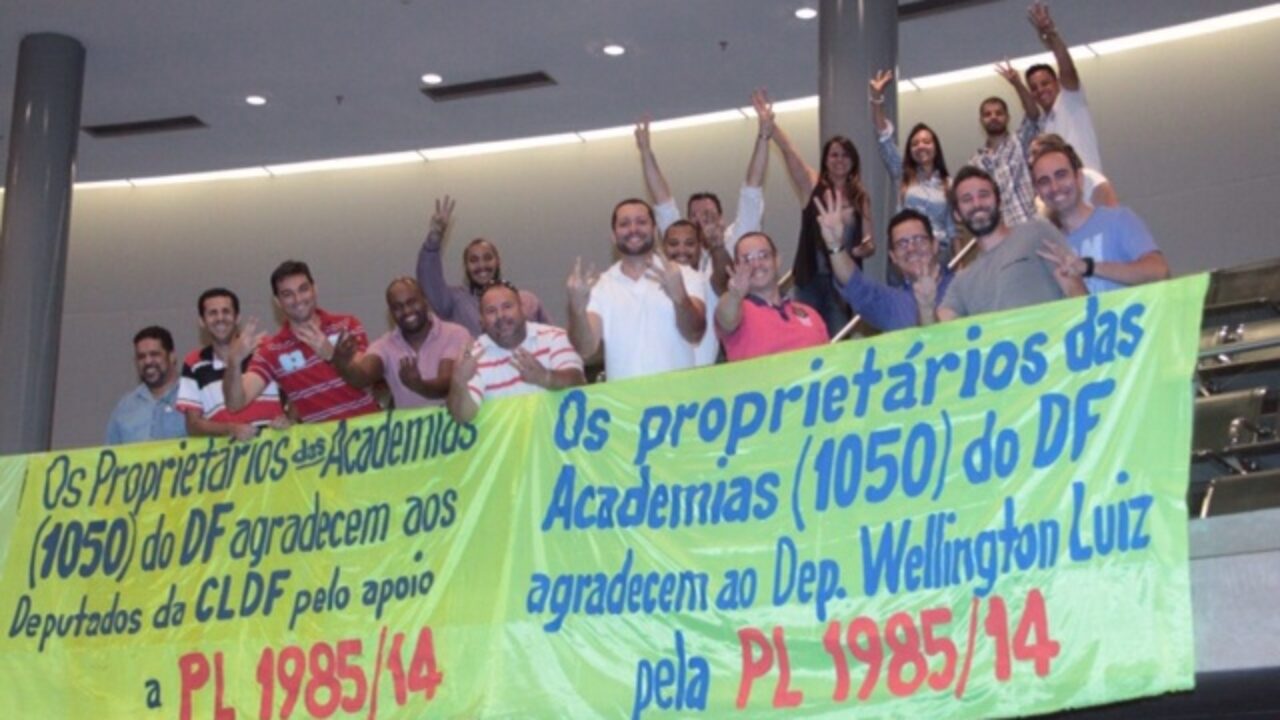 Os Proprietários das Academias
(1050) do DF agradecem aos
Deputados da CLDF pelo apoio
a PL 1985/14
Os proprietários das
Academias (1050) do DF
agradecem ao Dep. Wellington Luiz
pela PL 1985/14